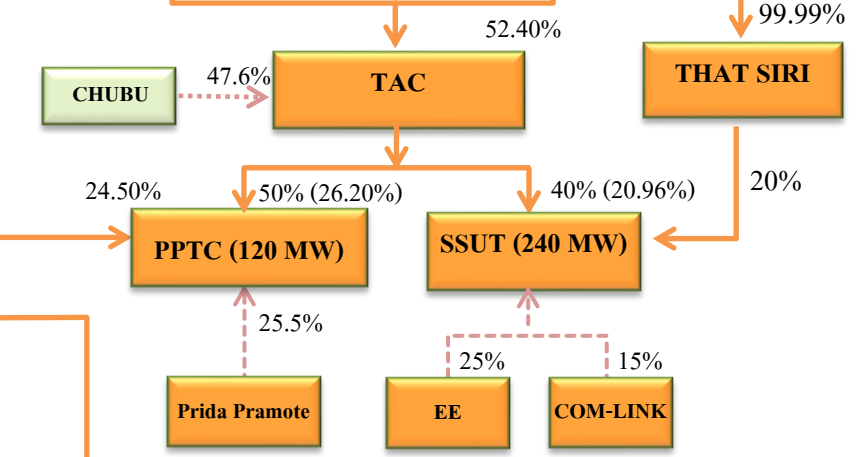 99.99%
52.40%
TAC
THAT SIRI
47.6%
CHUBU
24.50%
50% (26.20%)
40% (20.96%)
20%
PPTC (120 MW)
SSUT (240 MW)
25.5%
25%
15%
Prida Pramote
EE
COM-LINK